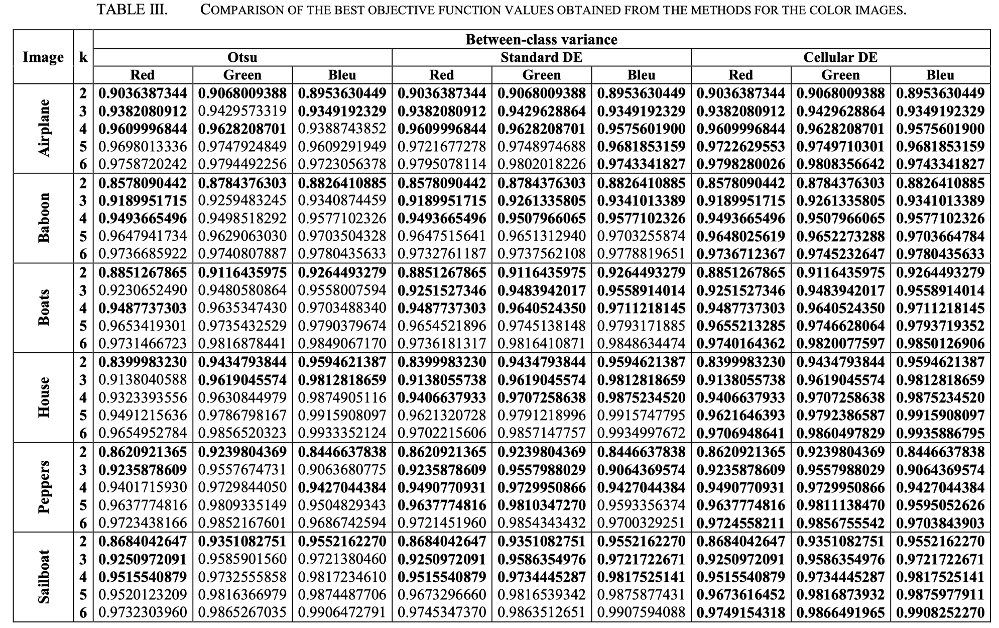 TABLE III. COMPARISON OF THE BEST OBJECTIVE FUNCTION VALUES OBTAINED FROM THE METHODS FOR THE COLOR IMAGES.
Image k Between-class variance
Otsu Standard DE Cellular DE
Red Green Bleu Red Green Bleu Red Green Bleu
Airplane
2 0.9036387344 0.9068009388 0.8953630449 0.9036387344 0.9068009388 0.8953630449 0.9036387344 0.9068009388 0.8953630449
3 0.9382080912 0.9429573319 0.9349192329 0.9382080912 0.9429628864 0.9349192329 0.9382080912 0.9429628864 0.9349192329
4 0.9609996844 0.9628208701 0.9388743852 0.9609996844 0.9628208701 0.9575601900 0.9609996844 0.9628208701 0.9575601900
5 0.9698013336 0.9747924849 0.9609291949 0.9721677278 0.9748974688 0.9681853159 0.9722629553 0.9749710301 0.9681853159
6 0.9758720242 0.9794492256 0.9723056378 0.9795078114 0.9802018226 0.9743341827 0.9798280026 0.9808356642 0.9743341827
Baboon
2 0.8578090442 0.8784376303 0.8826410885 0.8578090442 0.8784376303 0.8826410885 0.8578090442 0.8784376303 0.8826410885
3 0.9189951715 0.9259483245 0.9340874459 0.9189951715 0.9261335805 0.9341013389 0.9189951715 0.9261335805 0.9341013389
4 0.9493665496 0.9498518292 0.9577102326 0.9493665496 0.9507966065 0.9577102326 0.9493665496 0.9507966065 0.9577102326
5 0.9647941734 0.9629063030 0.9703504328 0.9647515641 0.9651312940 0.9703255874 0.9648025619 0.9652273288 0.9703664784
6 0.9736685922 0.9740807887 0.9780435633 0.9732761187 0.9737562108 0.9778819651 0.9736712367 0.9745232647 0.9780435633
Boats
2 0.8851267865 0.9116435975 0.9264493279 0.8851267865 0.9116435975 0.9264493279 0.8851267865 0.9116435975 0.9264493279
3 0.9230652490 0.9480580864 0.9558007594 0.9251527346 0.9483942017 0.9558914014 0.9251527346 0.9483942017 0.9558914014
4 0.9487737303 0.9635347430 0.9703488340 0.9487737303 0.9640524350 0.9711218145 0.9487737303 0.9640524350 0.9711218145
5 0.9653419301 0.9735432529 0.9790379674 0.9654521896 0.9745138148 0.9793171885 0.9655213285 0.9746628064 0.9793719352
6 0.9731466723 0.9816878441 0.9849067170 0.9736181317 0.9816410871 0.9848634474 0.9740164362 0.9820077597 0.9850126906
House
2 0.8399983230 0.9434793844 0.9594621387 0.8399983230 0.9434793844 0.9594621387 0.8399983230 0.9434793844 0.9594621387
3 0.9138040588 0.9619045574 0.9812818659 0.9138055738 0.9619045574 0.9812818659 0.9138055738 0.9619045574 0.9812818659
4 0.9323393556 0.9630844979 0.9874905116 0.9406637933 0.9707258638 0.9875234520 0.9406637933 0.9707258638 0.9875234520
5 0.9491215636 0.9786798167 0.9915908097 0.9621320728 0.9791218996 0.9915747795 0.9621646393 0.9792386587 0.9915908097
6 0.9654952784 0.9856520323 0.9933352124 0.9702215606 0.9857147757 0.9934997672 0.9706948641 0.9860497829 0.9935886795
Peppers
2 0.8620921365 0.9239804369 0.8446637838 0.8620921365 0.9239804369 0.8446637838 0.8620921365 0.9239804369 0.8446637838
3 0.9235878609 0.9557674731 0.9063680775 0.9235878609 0.9557988029 0.9064369574 0.9235878609 0.9557988029 0.9064369574
4 0.9401715930 0.9729844050 0.9427044384 0.9490770931 0.9729950866 0.9427044384 0.9490770931 0.9729950866 0.9427044384
5 0.9637774816 0.9809335149 0.9504829343 0.9637774816 0.9810347270 0.9593356374 0.9637774816 0.9811138470 0.9595052626
6 0.9723438166 0.9852167601 0.9686742594 0.9721451960 0.9854343432 0.9700329251 0.9724558211 0.9856755542 0.9703843903
Sailboat
2 0.8684042647 0.9351082751 0.9552162270 0.8684042647 0.9351082751 0.9552162270 0.8684042647 0.9351082751 0.9552162270
3 0.9250972091 0.9585901560 0.9721380460 0.9250972091 0.9586354976 0.9721722671 0.9250972091 0.9586354976 0.9721722671
4 0.9515540879 0.9732555858 0.9817234610 0.9515540879 0.9734445287 0.9817525141 0.9515540879 0.9734445287 0.9817525141
5 0.9520123209 0.9816366979 0.9874487706 0.9673296660 0.9816539342 0.9875877431 0.9673616452 0.9816873932 0.9875977911
6 0.9732303960 0.9865267035 0.9906472791 0.9745347370 0.9863512651 0.9907594088 0.9749154318 0.9866491965 0.9908252270